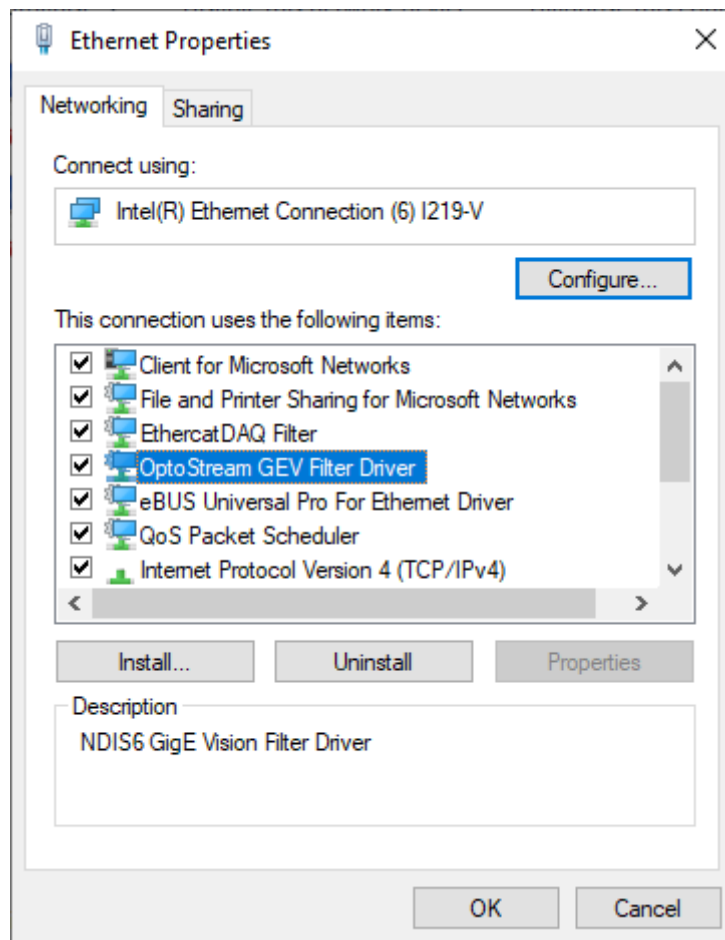 Ethernet Properties
Networking
Sharing
Connect using:
Intel(R) Ethernet Connection (6) I219-V
Configure...
This connection uses the following items:
Client for Microsoft Networks
File and Printer Sharing for Microsoft Networks
EthercatDAQ Filter
OptoStream GEV Filter Driver
eBUS Universal Pro For Ethernet Driver
QoS Packet Scheduler
Internet Protocol Version 4 (TCP/IPv4)
Install...
Uninstall
Properties
Description
NDIS6 GigE Vision Filter Driver
OK
Cancel